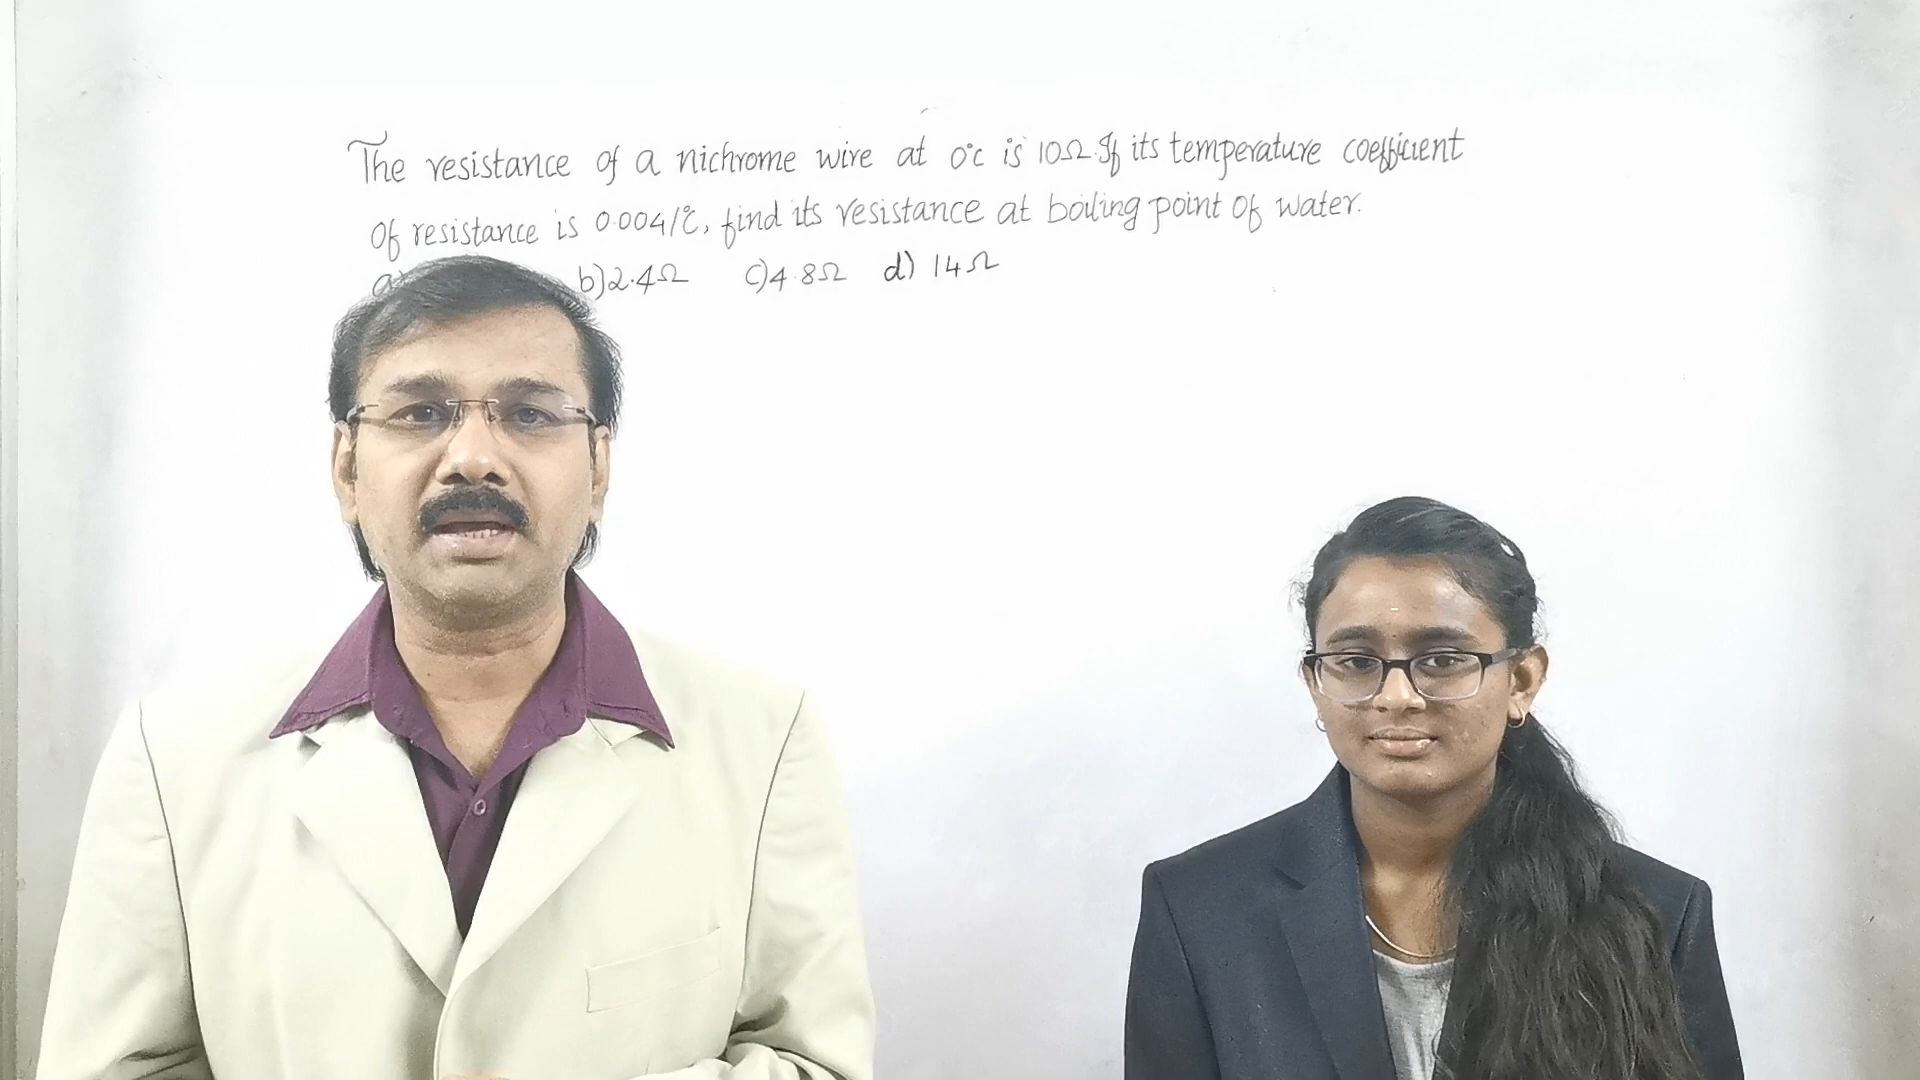 The resistance of a nichrome wire at 0°c is 10Ω. If its temperature coefficient
of resistance is 0.004/°c, find its resistance at boiling point of water.
a) b) 2.4Ω c) 4.8Ω d) 14Ω